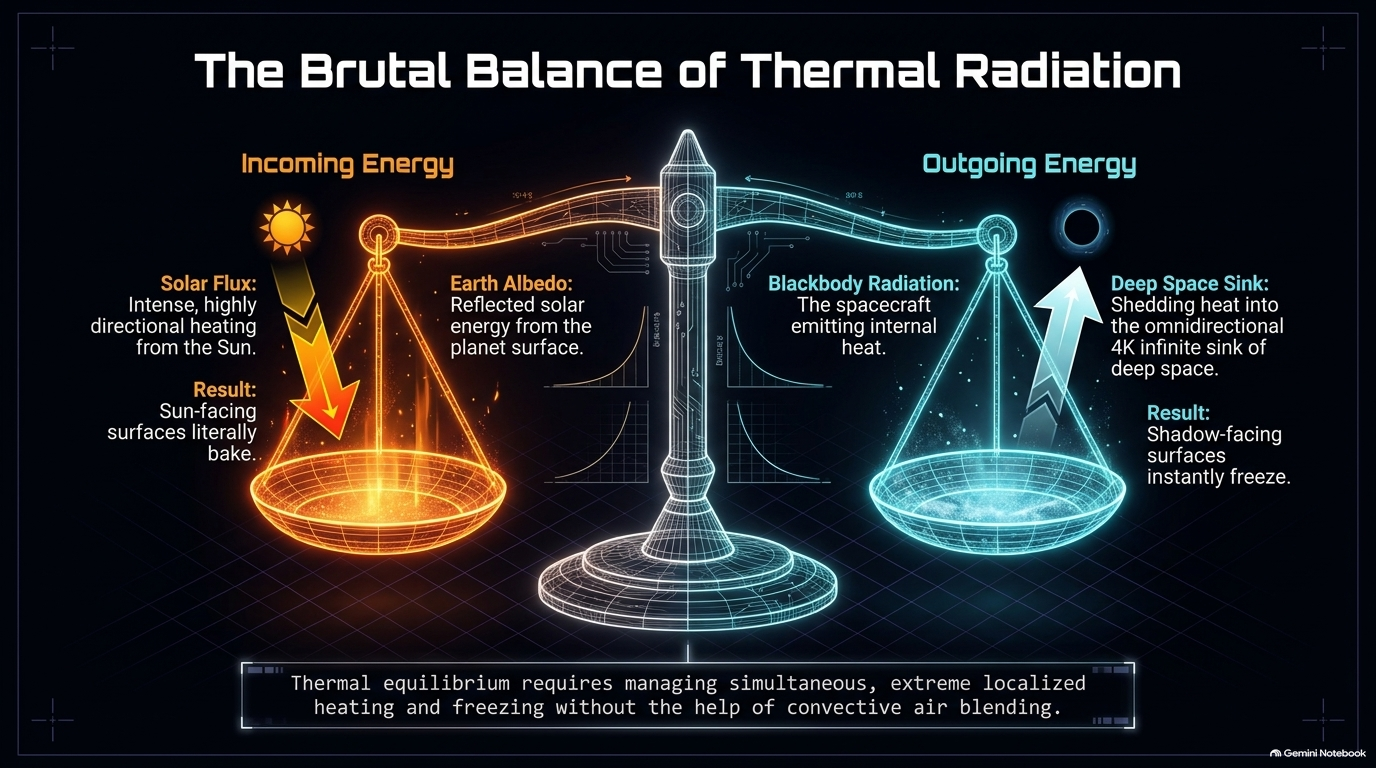 The Brutal Balance of Thermal Radiation
Incoming Energy
Solar Flux:
Intense, highly
directional heating
from the Sun.
Result:
Sun-facing
surfaces literally
bake.
Earth Albedo:
Reflected solar
energy from the
planet surface.
Outgoing Energy
Blackbody Radiation:
The spacecraft
emitting internal
heat.
Deep Space Sink:
Shedding heat into
the omnidirectional
4K infinite sink of
deep space.
Result:
Shadow-facing
surfaces
instantly freeze.
Thermal equilibrium requires managing simultaneous, extreme localized
heating and freezing without the help of convective air blending.
Gemini Notebook